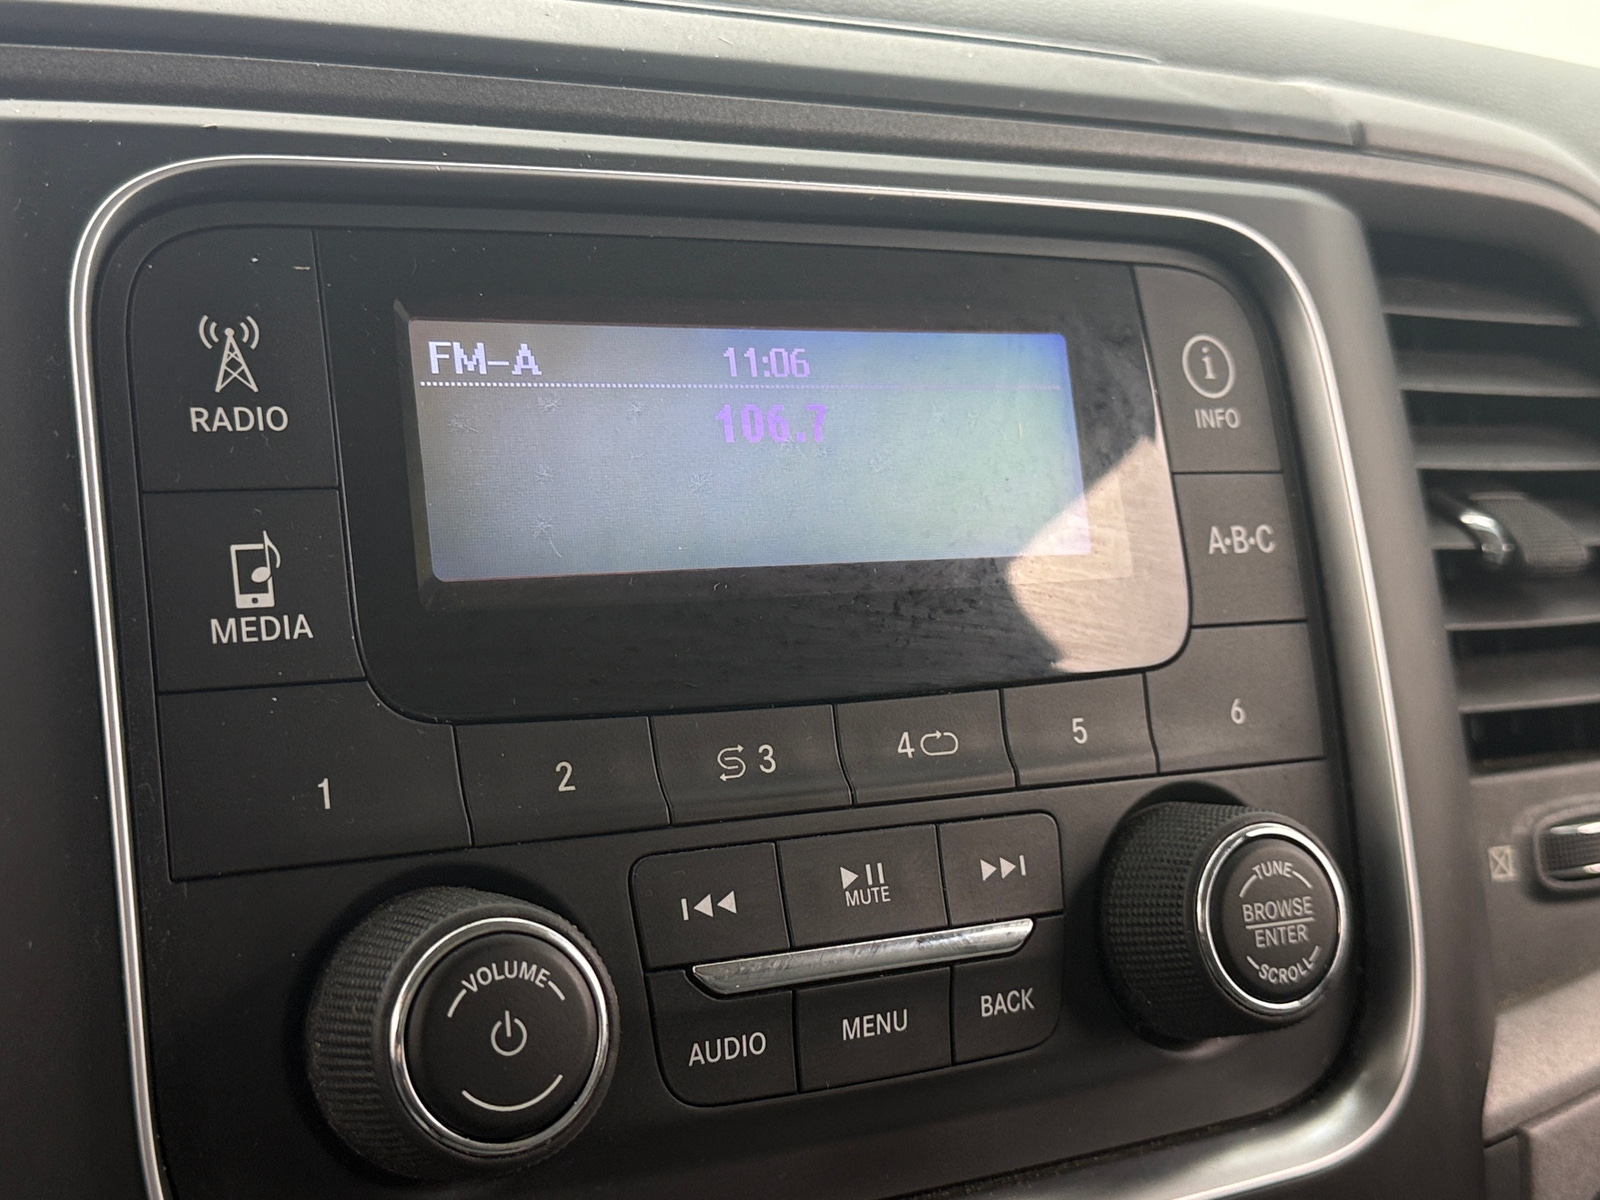 FM-A 11:06
106.7
RADIO
MEDIA
i
INFO
A·B·C
1 2 3 4 5 6
MUTE
AUDIO MENU BACK
VOLUME
TUNE
BROWSE
ENTER
SCROLL